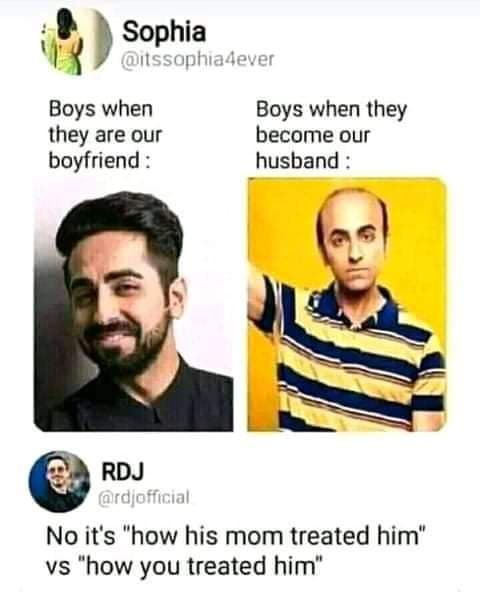 Sophia
@itssophia4ever
Boys when
they are our
boyfriend :
Boys when they
become our
husband :
RDJ
@rdjofficial
No it's "how his mom treated him"
vs "how you treated him"